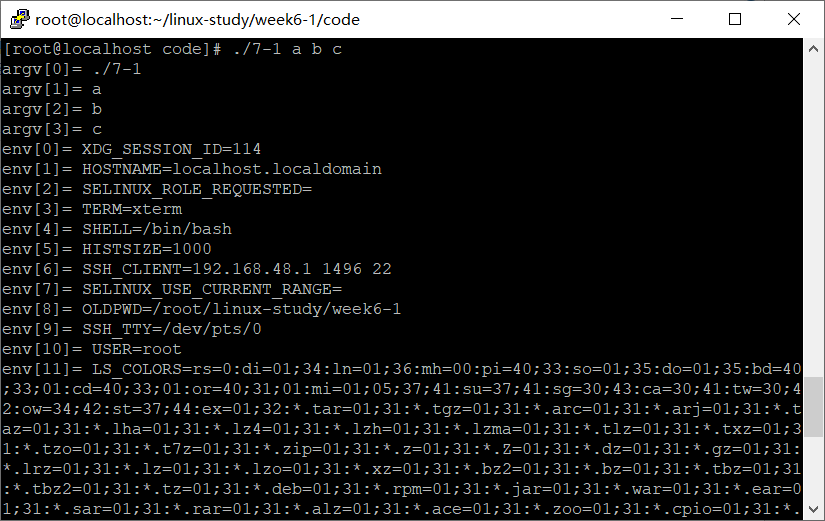 root@localhost:~/linux-study/week6-1/code
[root@localhost code]# ./7-1 a b c
argv[0]= ./7-1
argv[1]= a
argv[2]= b
argv[3]= c
env[0]= XDG_SESSION_ID=114
env[1]= HOSTNAME=localhost.localdomain
env[2]= SELINUX_ROLE_REQUESTED=
env[3]= TERM=xterm
env[4]= SHELL=/bin/bash
env[5]= HISTSIZE=1000
env[6]= SSH_CLIENT=192.168.48.1 1496 22
env[7]= SELINUX_USE_CURRENT_RANGE=
env[8]= OLDPWD=/root/linux-study/week6-1
env[9]= SSH_TTY=/dev/pts/0
env[10]= USER=root
env[11]= LS_COLORS=rs=0:di=01;34:ln=01;36:mh=00:pi=40;33:so=01;35:do=01;35:bd=40
;33;01:cd=40;33;01:or=40;31;01:mi=01;05;37;41:su=37;41:sg=30;43:ca=30;41:tw=30;4
2:ow=34;42:st=37;44:ex=01;32:*.tar=01;31:*.tgz=01;31:*.arc=01;31:*.arj=01;31:*.t
az=01;31:*.lha=01;31:*.lz4=01;31:*.lzh=01;31:*.lzma=01;31:*.tlz=01;31:*.txz=01;3
1:*.tzo=01;31:*.t7z=01;31:*.zip=01;31:*.z=01;31:*.Z=01;31:*.dz=01;31:*.gz=01;31:
*.lrz=01;31:*.lz=01;31:*.lzo=01;31:*.xz=01;31:*.bz2=01;31:*.bz=01;31:*.tbz=01;31
:*.tbz2=01;31:*.tz=01;31:*.deb=01;31:*.rpm=01;31:*.jar=01;31:*.war=01;31:*.ear=0
1;31:*.sar=01;31:*.rar=01;31:*.alz=01;31:*.ace=01;31:*.zoo=01;31:*.cpio=01;31:*.